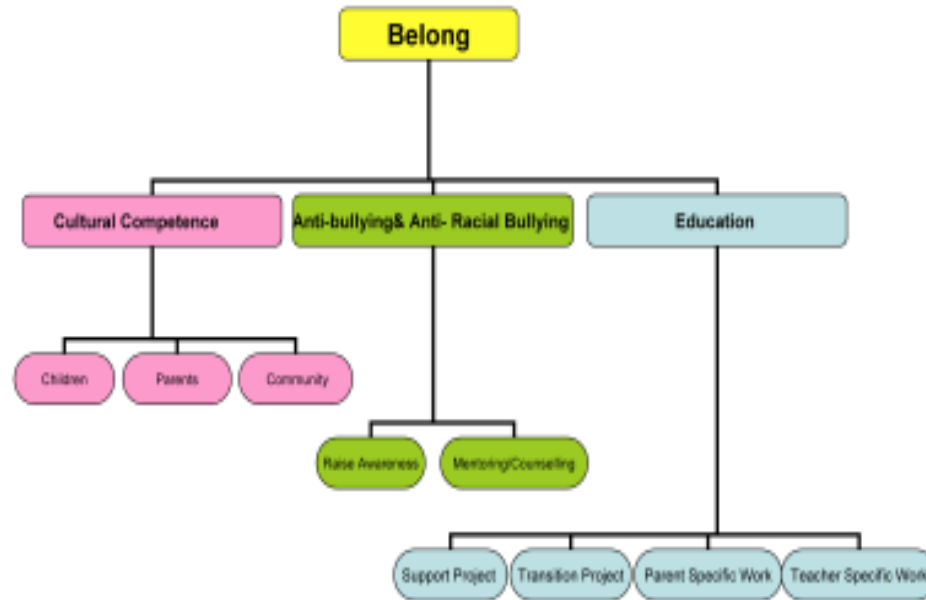 Belong
Cultural Competence
Anti-bullying& Anti- Racial Bullying
Education
Children
Parents
Community
Raise Awareness
Mentoring/Counselling
Support Project
Transition Project
Parent Specific Work
Teacher Specific Work